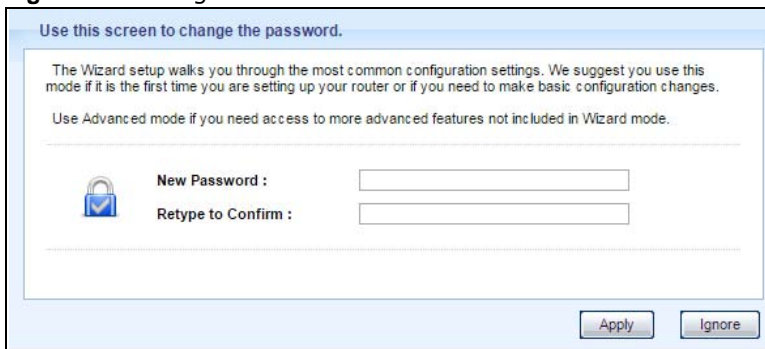 Use this screen to change the password.
The Wizard setup walks you through the most common configuration settings. We suggest you use this
mode if it is the first time you are setting up your router or if you need to make basic configuration changes.
Use Advanced mode if you need access to more advanced features not included in Wizard mode.
New Password :
Retype to Confirm :
Apply
Ignore